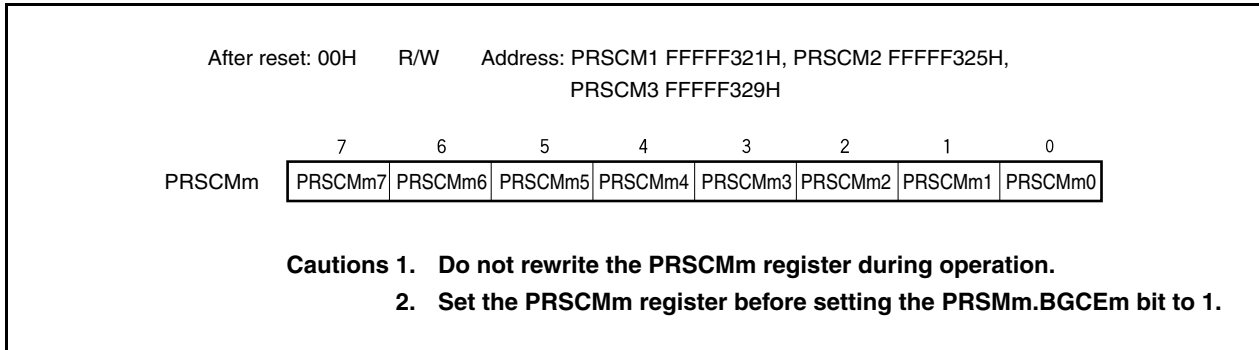 After reset: 00H R/W Address: PRSCM1 FFFFF321H, PRSCM2 FFFFF325H,
PRSCM3 FFFFF329H
7 6 5 4 3 2 1 0
PRSCMm PRSCMm7 PRSCMm6 PRSCMm5 PRSCMm4 PRSCMm3 PRSCMm2 PRSCMm1 PRSCMm0
Cautions 1. Do not rewrite the PRSCMm register during operation.
2. Set the PRSCMm register before setting the PRSMm.BGCEm bit to 1.